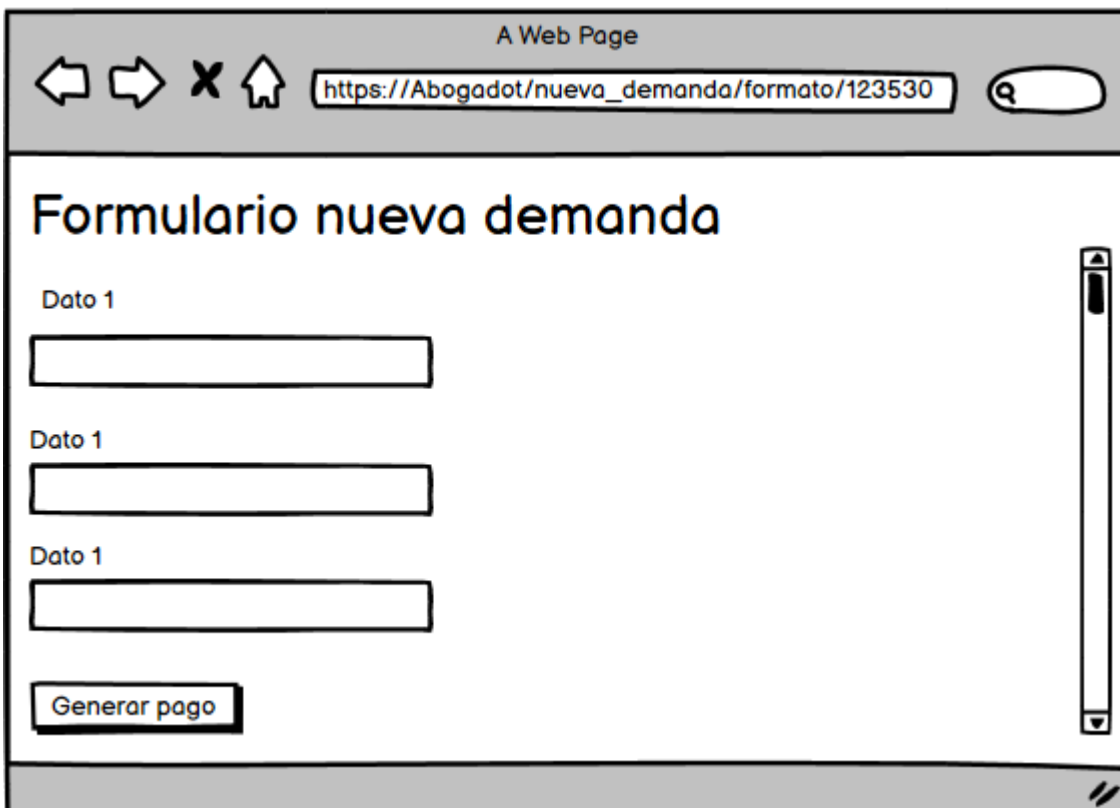 A Web Page
https://Abogadot/nueva_demanda/formato/123530
Formulario nueva demanda
Dato 1
Dato 1
Dato 1
Generar pago